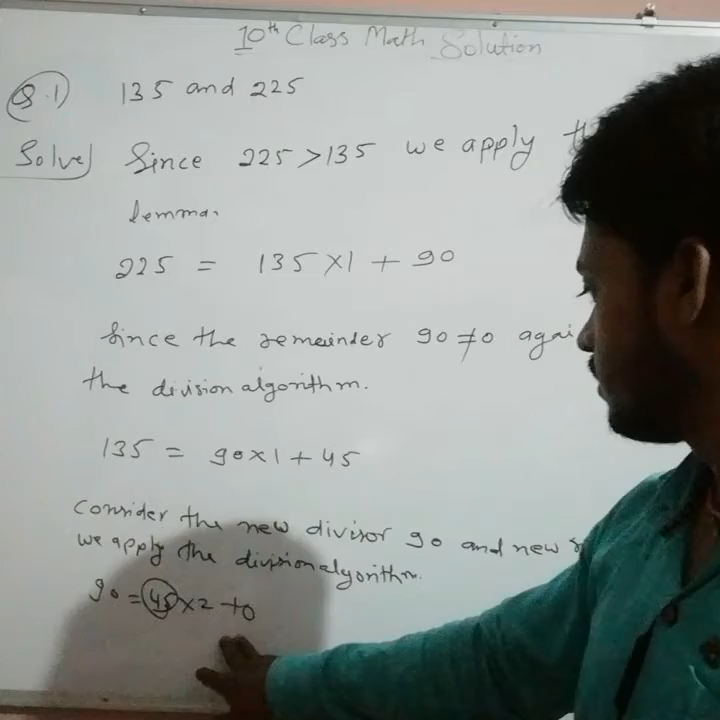 10th Class Math Solution
Q.1) 135 and 225
Solve) Since 225 > 135 we apply
lemma.
225 = 135 × 1 + 90
Since the remeinder 90 ≠ 0 agai
the division algorithm.
135 = 90 × 1 + 45
Consider the new divisor 90 and new
we apply the division algorithm.
90 = 45 × 2 + 0